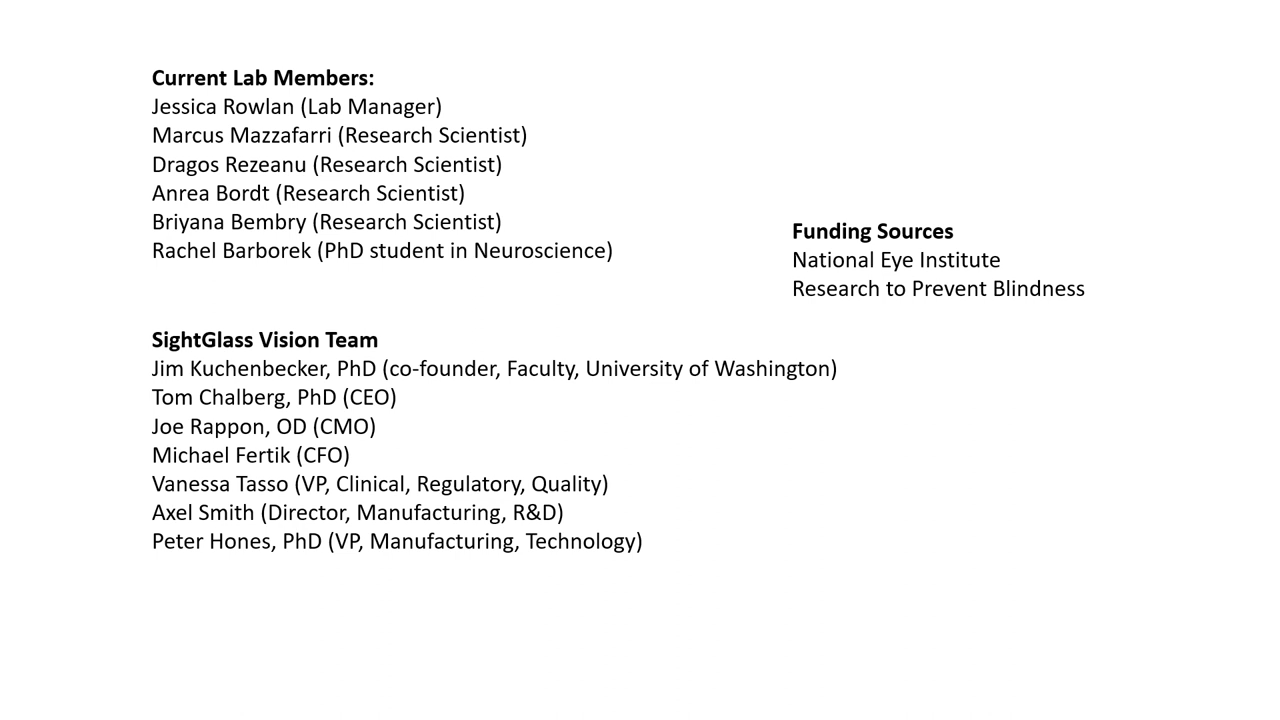 Current Lab Members:
Jessica Rowlan (Lab Manager)
Marcus Mazzafarri (Research Scientist)
Dragos Rezeanu (Research Scientist)
Anrea Bordt (Research Scientist)
Briyana Bembry (Research Scientist)
Rachel Barborek (PhD student in Neuroscience)
Funding Sources
National Eye Institute
Research to Prevent Blindness
SightGlass Vision Team
Jim Kuchenbecker, PhD (co-founder, Faculty, University of Washington)
Tom Chalberg, PhD (CEO)
Joe Rappon, OD (CMO)
Michael Fertik (CFO)
Vanessa Tasso (VP, Clinical, Regulatory, Quality)
Axel Smith (Director, Manufacturing, R&D)
Peter Hones, PhD (VP, Manufacturing, Technology)